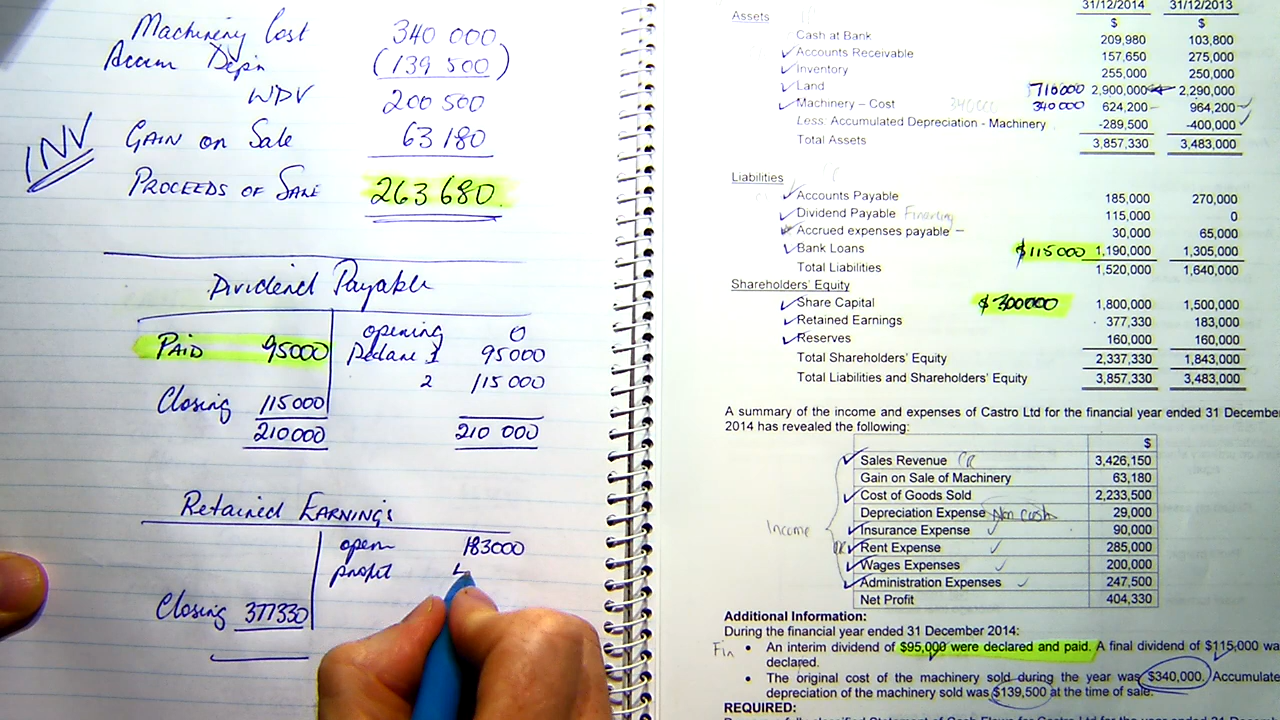 Machinery Cost 340 000
Accum Depn (139 500)
WDV 200 500
INV
GAIN on Sale 63 180
PROCEEDS OF SALE 263 680.
Dividend Payable
opening 0
PAID 95000 Declare 1 95000
2 115 000
Closing 115000
210000 210 000
Retained EARNINGS
open 183000
profit
Closing 377330
31/12/2014 31/12/2013
Assets $ $
Cash at Bank 209,980 103,800
Accounts Receivable 157,650 275,000
Inventory 255,000 250,000
Land 710000 2,900,000 2,290,000
Machinery – Cost 340000 340000 624,200 964,200
Less: Accumulated Depreciation - Machinery -289,500 -400,000
Total Assets 3,857,330 3,483,000
Liabilities
Accounts Payable 185,000 270,000
Dividend Payable Financing 115,000 0
Accrued expenses payable 30,000 65,000
Bank Loans $115000 1,190,000 1,305,000
Total Liabilities 1,520,000 1,640,000
Shareholders' Equity
Share Capital $300000 1,800,000 1,500,000
Retained Earnings 377,330 183,000
Reserves 160,000 160,000
Total Shareholders' Equity 2,337,330 1,843,000
Total Liabilities and Shareholders' Equity 3,857,330 3,483,000
A summary of the income and expenses of Castro Ltd for the financial year ended 31 December
2014 has revealed the following:
$
Sales Revenue CR 3,426,150
Gain on Sale of Machinery 63,180
Cost of Goods Sold 2,233,500
Depreciation Expense Non cash 29,000
Income
Insurance Expense 90,000
Rent Expense 285,000
Wages Expenses 200,000
Administration Expenses 247,500
Net Profit 404,330
Additional Information:
During the financial year ended 31 December 2014:
Fin • An interim dividend of $95,000 were declared and paid. A final dividend of $115,000 wa
declared.
• The original cost of the machinery sold during the year was $340,000. Accumulate
depreciation of the machinery sold was $139,500 at the time of sale.
REQUIRED: